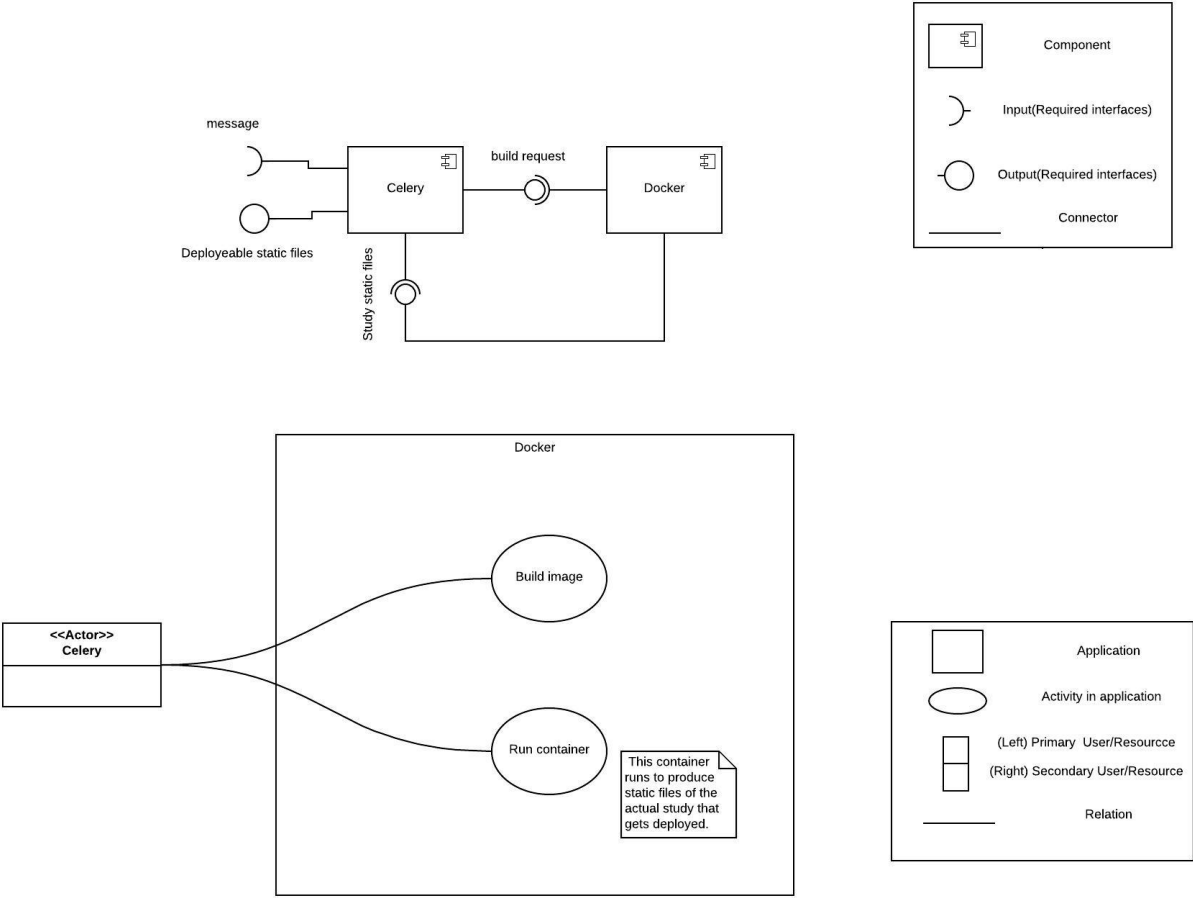 message
Celery
build request
Docker
Deployeable static files
Study static files
Component
Input(Required interfaces)
Output(Required interfaces)
Connector
Docker
Build image
<<Actor>>
Celery
Run container
This container
runs to produce
static files of the
actual study that
gets deployed.
Application
Activity in application
(Left) Primary  User/Resourcce
(Right) Secondary User/Resource
Relation